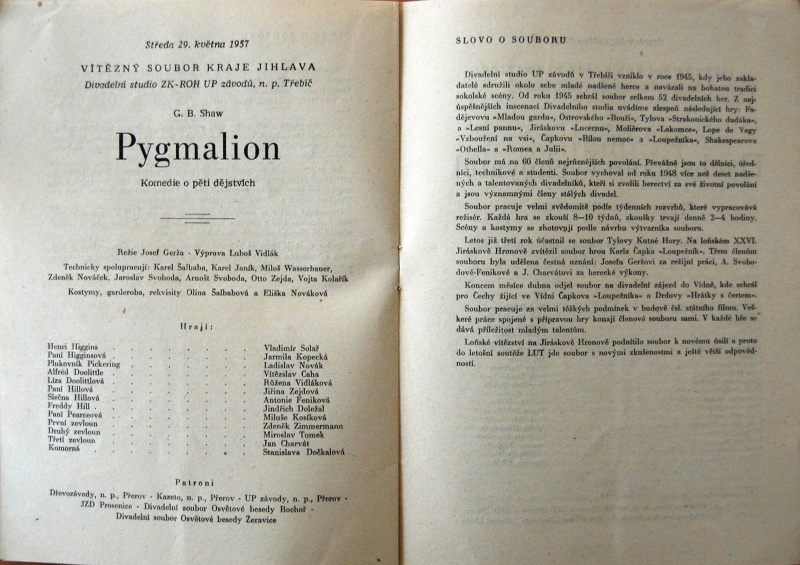 Středa 29. května 1957
VÍTĚZNÝ SOUBOR KRAJE JIHLAVA
Divadelní studio ZK-ROH UP závodů, n. p. Třebíč
G. B. Shaw
Pygmalion
Komedie o pěti dějstvích
Režie Josef Gerža - Výprava Luboš Vidlák
Technicky spolupracují: Karel Šalbaba, Karel Janík, Miloš Wasserbauer,
Zdeněk Nováček, Jaroslav Svoboda, Arnošt Svoboda, Otto Zejda, Vojta Kolařík
Kostymy, garderoba, rekvisity Olina Šalbabová a Eliška Nováková
Hrají:
Henri Higgins . . . . . . . . Vladimír Solař
Paní Higginsová . . . . . . . . Jarmila Kopecká
Plukovník Pickering . . . . . . . . Ladislav Novák
Alfréd Doolittle . . . . . . . . Vítězslav Caha
Líza Doolittlová . . . . . . . . Růžena Vidláková
Paní Hillová . . . . . . . . Jiřina Zejdová
Slečna Hillová . . . . . . . . Antonie Feniková
Freddy Hill . . . . . . . . Jindřich Doležal
Paní Pearceová . . . . . . . . Miluše Kosíková
První zevloun . . . . . . . . Zdeněk Zimmermann
Druhý zevloun . . . . . . . . Miroslav Tomek
Třetí zevloun . . . . . . . . Jan Charvát
Komorná . . . . . . . . Stanislava Dočkalová
Patroni
Dřevozávody, n. p., Přerov - Kazeto, n. p., Přerov - UP závody, n. p., Přerov -
JZD Prosenice - Divadelní soubor Osvětové besedy Bochoř -
Divadelní soubor Osvětové besedy Žeravice
SLOVO O SOUBORU
Divadelní studio UP závodů v Třebíči vzniklo v roce 1945, kdy jeho zakla-
datelé sdružili okolo sebe mladé nadšené herce a navázali na bohatou tradici
sokolské scény. Od roku 1945 sehrál soubor celkem 52 divadelních her. Z nej-
úspěšnějších inscenací Divadelního studia uvádíme alespoň následující hry: Fa-
dějevovu »Mladou gardu«, Ostrovského »Bouři«, Tylova »Strakonického dudáka«,
a »Lesní pannu«, Jiráskovu »Lucernu«, Molièrova »Lakomce«, Lope de Vegy
»Vzbouření na vsi«, Čapkovu »Bílou nemoc« a »Loupežníka«, Shakespearova
»Othella« a »Romea a Julii«.
Soubor má na 60 členů nejrůznějších povolání. Převážně jsou to dělníci, úřed-
níci, technikové a studenti. Soubor vychoval od roku 1948 více než deset nadše-
ných a talentovaných divadelníků, kteří si zvolili herectví za své životní povolání
a jsou významnými členy stálých divadel.
Soubor pracuje velmi svědomitě podle týdenních rozvrhů, které vypracovává
režisér. Každá hra se zkouší 8—10 týdnů, zkoušky trvají denně 2—4 hodiny.
Scény a kostymy se zhotovují podle návrhu výtvarníka souboru.
Letos již třetí rok účastnil se soubor Tylovy Kutné Hory. Na loňském XXVI.
Jiráskově Hronově zvítězil soubor hrou Karla Čapka »Loupežník«. Třem členům
souboru byla udělena čestná uznání: Josefu Geržovi za režijní práci, A. Svobo-
dové-Fenikové a J. Charvátovi za herecké výkony.
Koncem měsíce dubna odjel soubor na divadelní zájezd do Vídně, kde sehrál
pro Čechy žijící ve Vídni Čapkova »Loupežníka« a Drdovy »Hrátky s čertem«.
Soubor pracuje za velmi těžkých podmínek v budově čsl. státního filmu. Veš-
keré práce spojené s přípravou hry konají členové souboru sami. V každé hře se
dává příležitost mladým talentům.
Loňské vítězství na Jiráskově Hronově podnítilo soubor k novému úsilí a proto
do letošní soutěže LUT jde soubor s novými zkušenostmi a ještě větší odpověd-
ností.